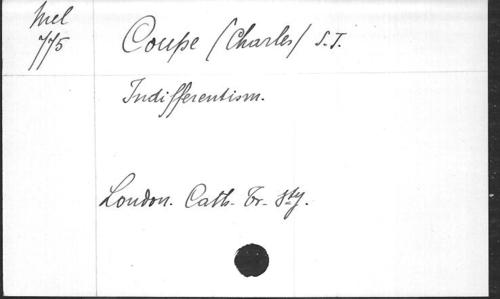 Mel
775
Coupe (Charles) S.J.
Indifferentism.
London. Cath. Tr. Sty.